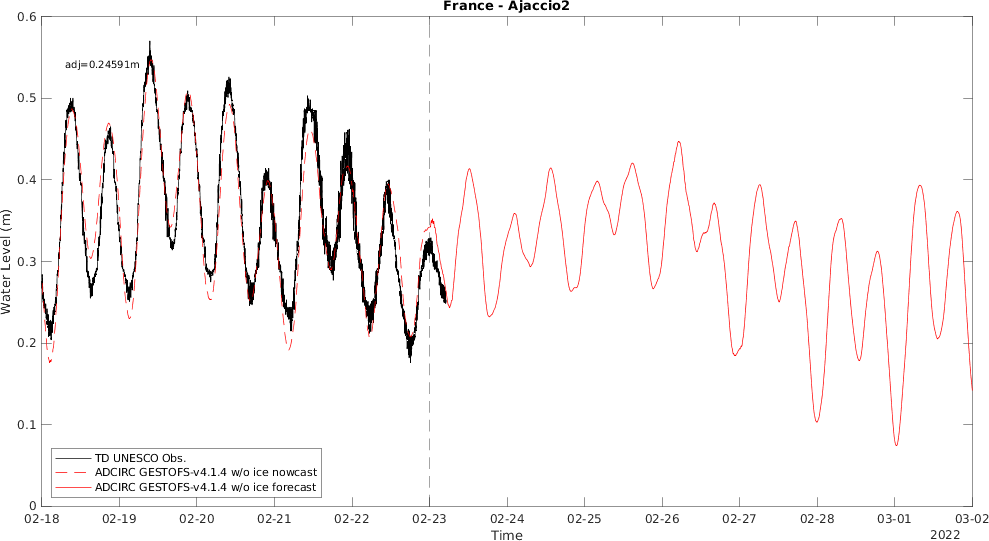 France - Ajaccio2
adj=0.24591m
Water Level (m)
0.6
0.5
0.4
0.3
0.2
0.1
0
TD UNESCO Obs.
ADCIRC GESTOFS-v4.1.4 w/o ice nowcast
ADCIRC GESTOFS-v4.1.4 w/o ice forecast
02-18 02-19 02-20 02-21 02-22 02-23 02-24 02-25 02-26 02-27 02-28 03-01 03-02
Time
2022